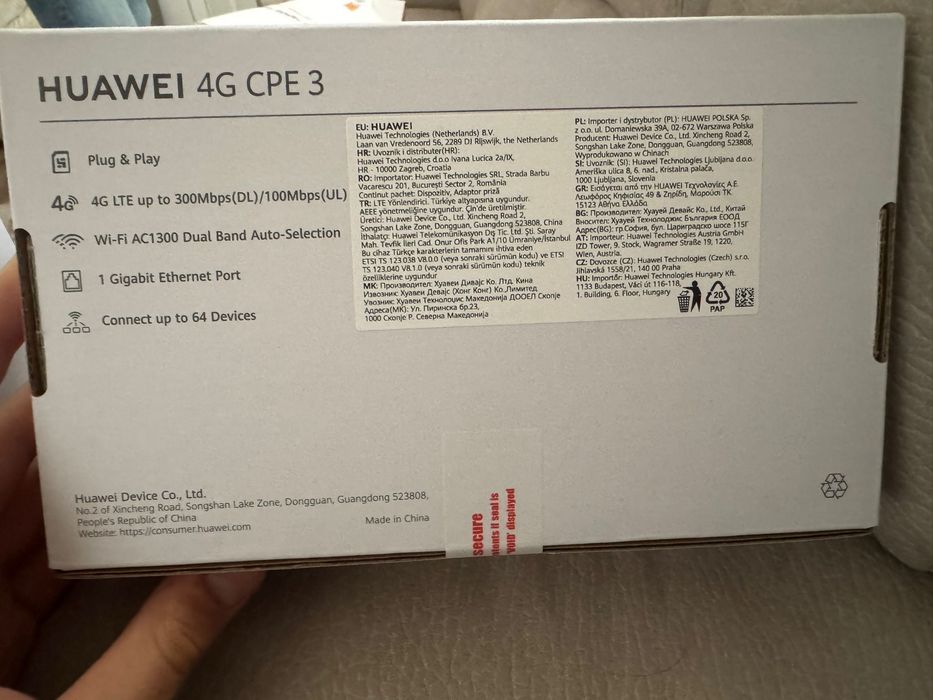 HUAWEI 4G CPE 3
Plug & Play
4G LTE up to 300Mbps(DL)/100Mbps(UL)
Wi-Fi AC1300 Dual Band Auto-Selection
1 Gigabit Ethernet Port
Connect up to 64 Devices
EU: HUAWEI
Huawei Technologies (Netherlands) B.V.
Laan van Vredenoord 56, 2289 DJ Rijswijk, the Netherlands
HR: Uvoznik i distributer(HR):
Huawei Technologies d.o.o Ivana Lucica 2a/IX,
HR - 10000 Zagreb, Croatia
RO: Importator: Huawei Technologies SRL, Strada Barbu
Vacarescu 201, București Sector 2, România
Continut pachet: Dispozitiv, Adaptor priză
TR: LTE Yönlendirici. Türkiye altyapısına uygundur.
AEEE yönetmeliğine uygundur. Çin'de üretilmiştir.
Üretici: Huawei Device Co., Ltd. Xincheng Road 2,
Songshan Lake Zone, Dongguan, Guangdong, 523808, China
İthalatçı: Huawei Telekomünikasyon Dış Tic. Ltd. Şti. Saray
Mah. Tevfik İleri Cad. Onur Ofis Park A1/10 Ümraniye/İstanbul
Bu cihaz Türkçe karakterlerin tamamını ihtiva eden
ETSI TS 123.038 V8.0.0 (veya sonraki sürümün kodu) ve ETSI
TS 123.040 V8.1.0 (veya sonraki sürümün kodu) teknik
özelliklerine uygundur
MK: Производител: Хуавеи Дивајс Ко. Лтд. Кина
Извозник: Хуавеи Девајс (Хонг Конг) Ко.Лимитед
Увозник: Хуавеи Технолоџис Македонија ДООЕЛ Скопје
Адреса(MK): Ул. Пиринска бр.23,
1000 Скопје Р. Северна Македонија
PL: Importer i dystrybutor (PL): HUAWEI POLSKA Sp.
z o.o. ul. Domaniewska 39A, 02-672 Warszawa Polska
Producent: Huawei Device Co., Ltd. Xincheng Road 2,
Songshan Lake Zone, Dongguan, Guangdong 523808,
Wyprodukowano w Chinach
SI: Uvoznik (SI): Huawei Technologies Ljubljana d.o.o.
Ameriška ulica 8, 6. nad., Kristalna palača,
1000 Ljubljana, Slovenia
GR: Εισάγεται από την HUAWEI Τεχνολογίες Α.Ε.
Λεωφόρος Κηφισίας 49 & Ζηρίδη, Μαρούσι ΤΚ
15123 Αθήνα Ελλάδα
BG: Производител: Хуауей Девайс Ко., Лтд., Китай
Вносител: Хуауей Технолоджис България ЕООД
Адрес(BG): гр.София, бул. Цариградско шосе 115Г
AT: Importeur: Huawei Technologies Austria GmbH
IZD Tower, 9. Stock, Wagramer Straße 19, 1220,
Wien, Austria.
CZ: Dovozce (CZ): Huawei Technologies (Czech) s.r.o.
Jihlavská 1558/21, 140 00 Praha
HU: Importőr: Huawei Technologies Hungary Kft.
1133 Budapest, Váci út 116-118,
1. Building, 6. Floor, Hungary
20
PAP
Huawei Device Co., Ltd.
No.2 of Xincheng Road, Songshan Lake Zone, Dongguan, Guangdong 523808,
People's Republic of China
Website: https://consumer.huawei.com
Made in China
secure
tents if seal is
'VOID' displayed